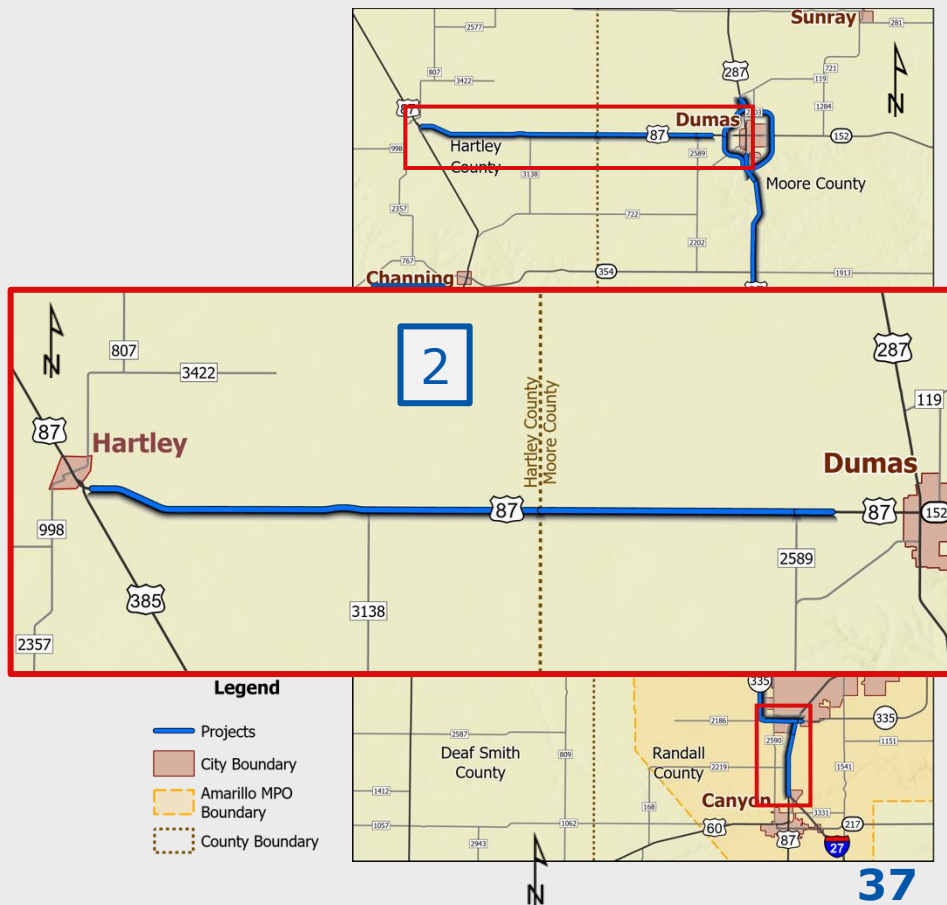 Sunray
281
2577
287
721
807
119
3422
1284
87
Dumas
87
152
998
Hartley
County
2589
3138
Moore County
2357
722
2202
767
Channing
354
1913
N
N
807
3422
2
287
119
87
Hartley
Hartley County
Moore County
Dumas
87
87
152
998
2589
385
3138
2357
Legend
Projects
City Boundary
Amarillo MPO
Boundary
County Boundary
335
2186
335
2587
2590
1151
Deaf Smith
County
809
Randall
County
2219
1541
1412
168
Canyon
3331
1057
1062
60
217
2943
87
27
N
37